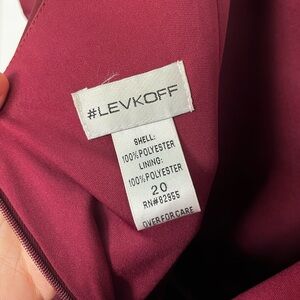 #LEVKOFF
SHELL:
100%POLYESTER
LINING:
100%POLYESTER
20
RN#82955
OVER FOR CARE